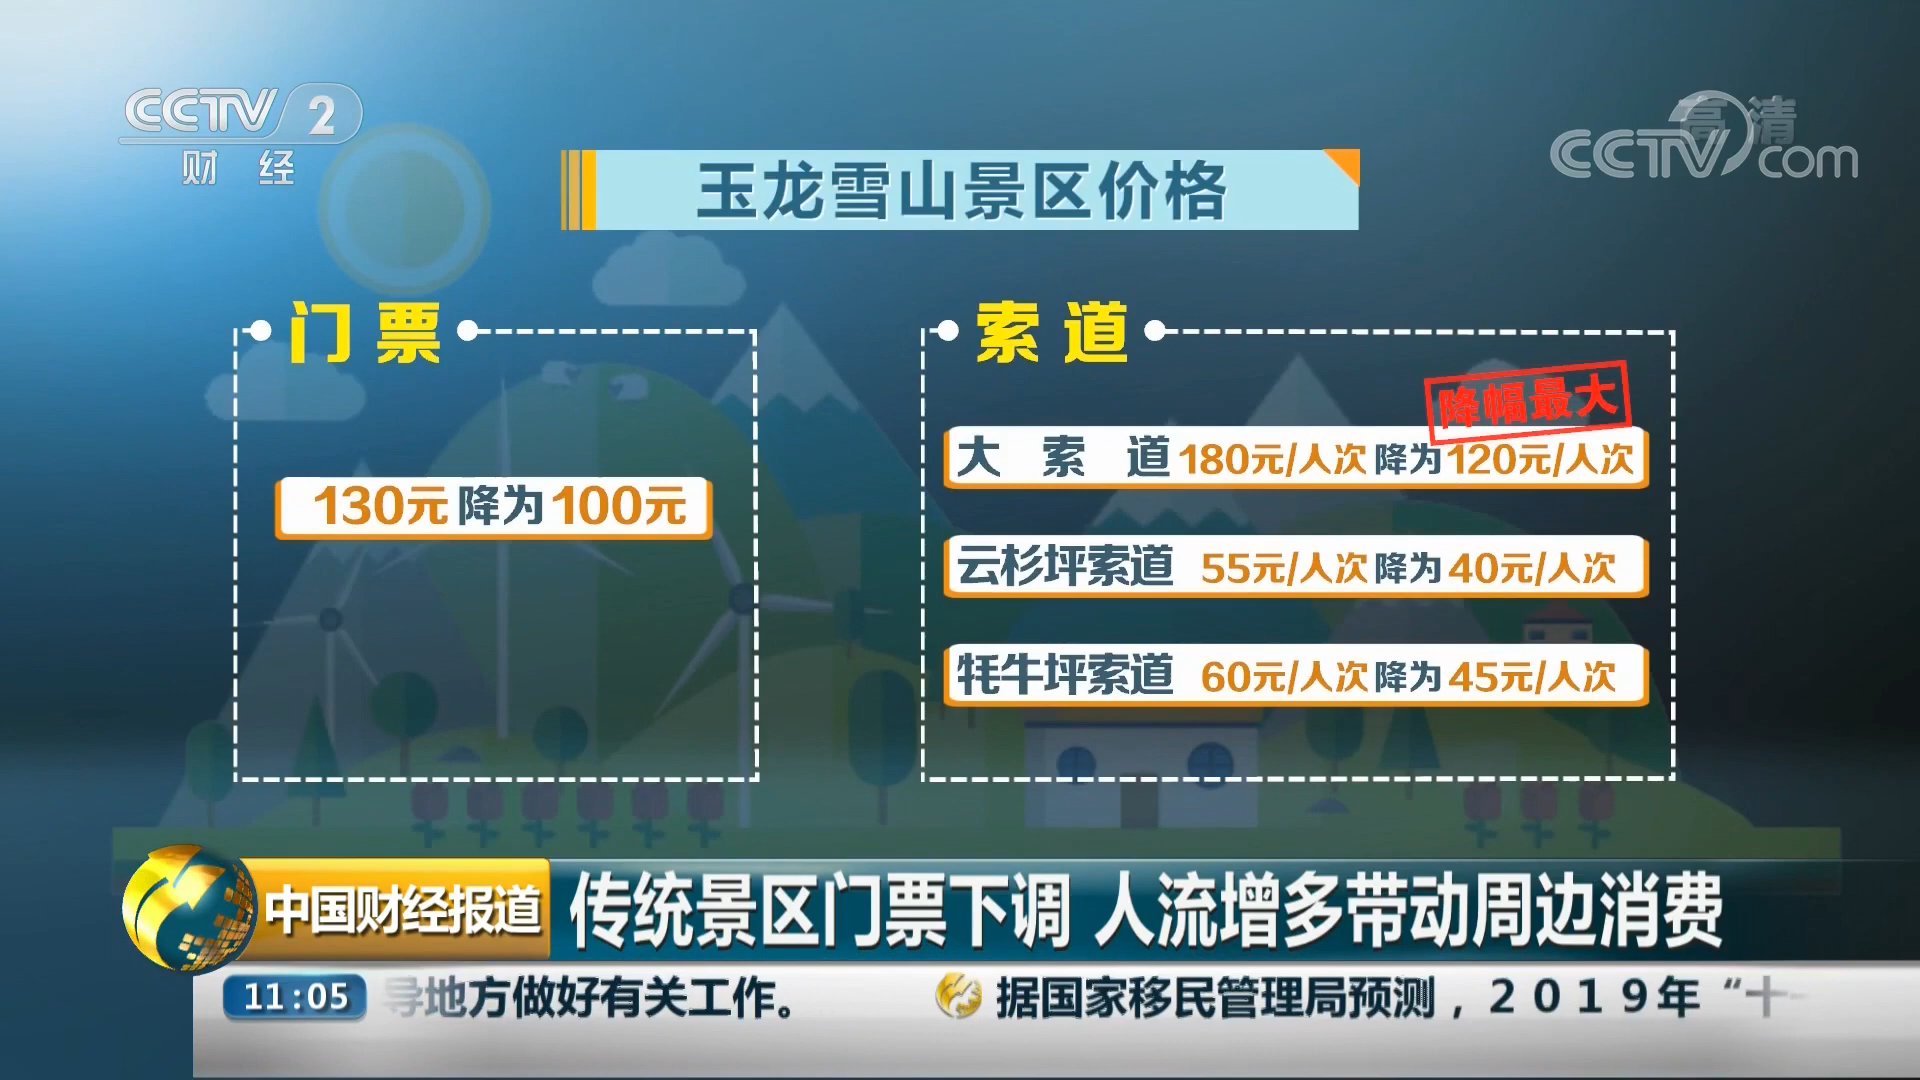 CCTV 2
财 经
高清
CCTV.com
玉龙雪山景区价格
门票
130元降为100元
索道
降幅最大
大索道 180元/人次降为120元/人次
云杉坪索道 55元/人次降为40元/人次
牦牛坪索道 60元/人次降为45元/人次
中国财经报道
传统景区门票下调 人流增多带动周边消费
11:05 导地方做好有关工作。 据国家移民管理局预测，2019年“十